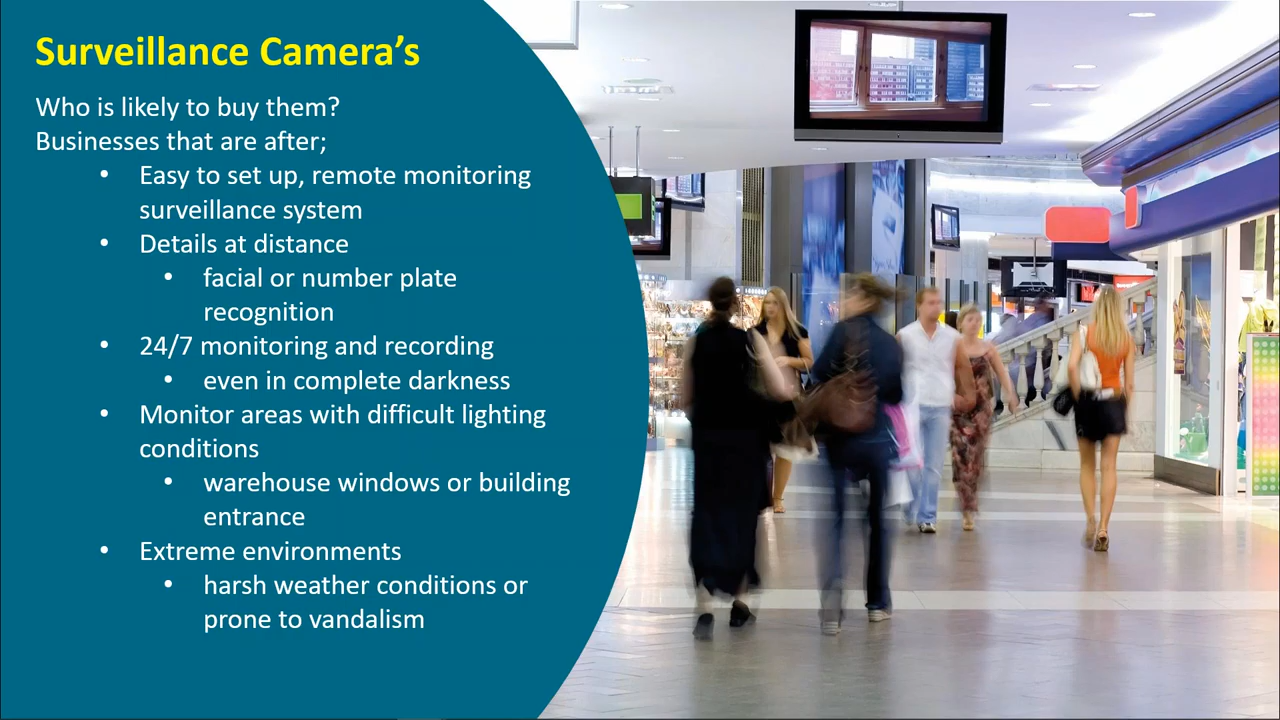 Surveillance Camera’s
Who is likely to buy them?
Businesses that are after;
• Easy to set up, remote monitoring
surveillance system
• Details at distance
• facial or number plate
recognition
• 24/7 monitoring and recording
• even in complete darkness
• Monitor areas with difficult lighting
conditions
• warehouse windows or building
entrance
• Extreme environments
• harsh weather conditions or
prone to vandalism